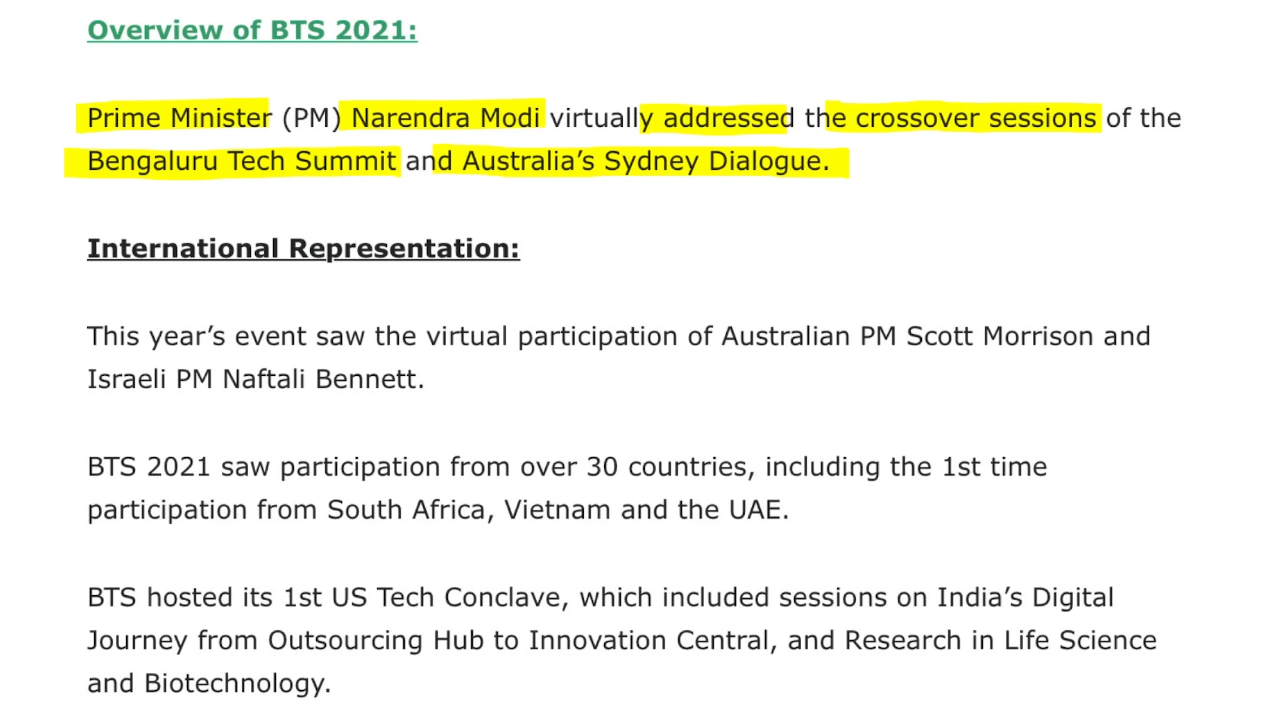 Overview of BTS 2021:
Prime Minister (PM) Narendra Modi virtually addressed the crossover sessions of the
Bengaluru Tech Summit and Australia’s Sydney Dialogue.
International Representation:
This year’s event saw the virtual participation of Australian PM Scott Morrison and
Israeli PM Naftali Bennett.
BTS 2021 saw participation from over 30 countries, including the 1st time
participation from South Africa, Vietnam and the UAE.
BTS hosted its 1st US Tech Conclave, which included sessions on India’s Digital
Journey from Outsourcing Hub to Innovation Central, and Research in Life Science
and Biotechnology.